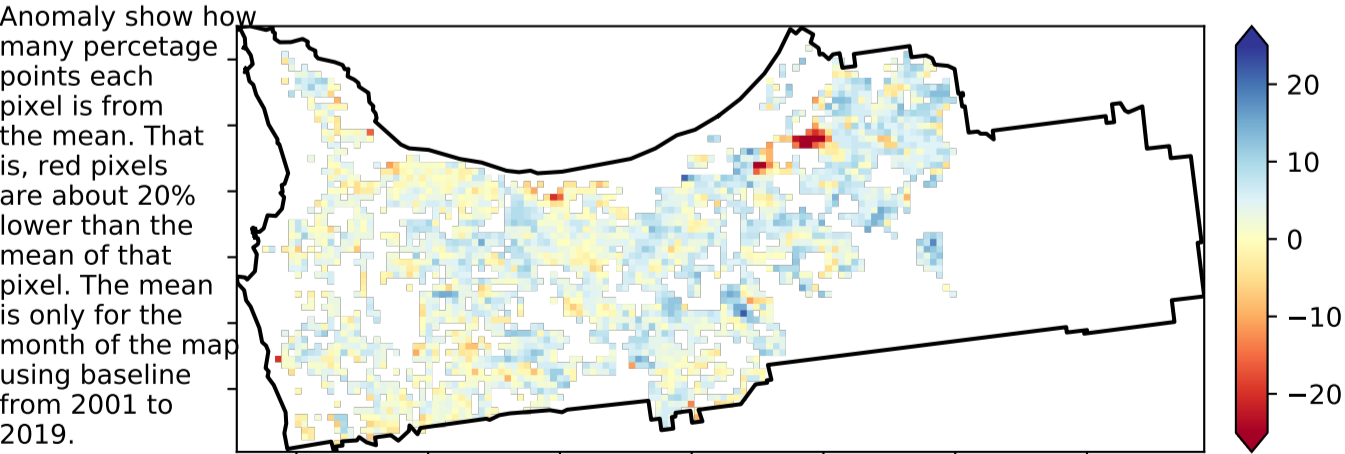 Anomaly show how
many percetage
points each
pixel is from
the mean. That
is, red pixels
are about 20%
lower than the
mean of that
pixel. The mean
is only for the
month of the map
using baseline
from 2001 to
2019.
20
10
0
−10
−20